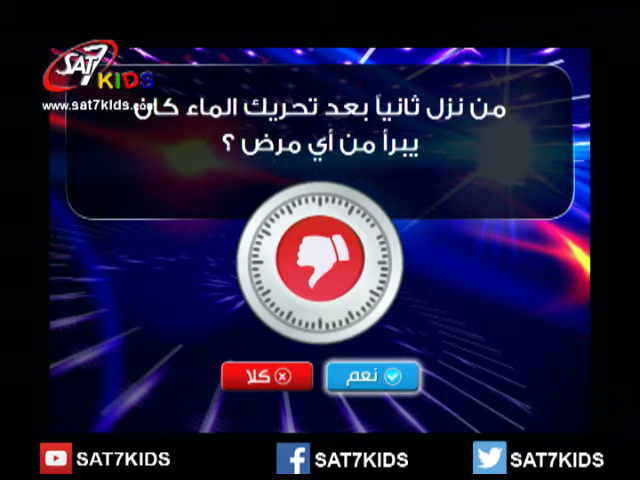 SAT7
KIDS
www.sat7kids.com
من نزل ثانياً بعد تحريك الماء كان
يبرأ من أي مرض ؟
نعم
كلا
SAT7KIDS
SAT7KIDS
SAT7KIDS